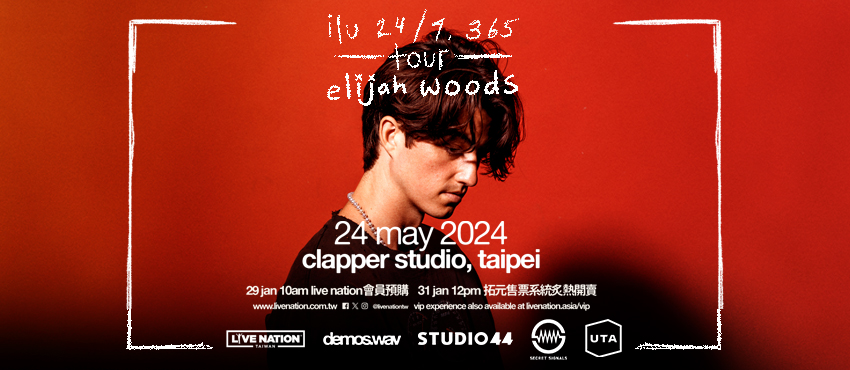 ilu 24/7, 365
tour
elijah woods
24 may 2024
clapper studio, taipei
29 jan 10am live nation會員預購 31 jan 12pm 拓元售票系統炙熱開賣
www.livenation.com.tw @livenationtw vip experience also available at livenation.asia/vip
LIVE NATION TAIWAN demos.wav STUDIO44 SECRET SIGNALS UTA